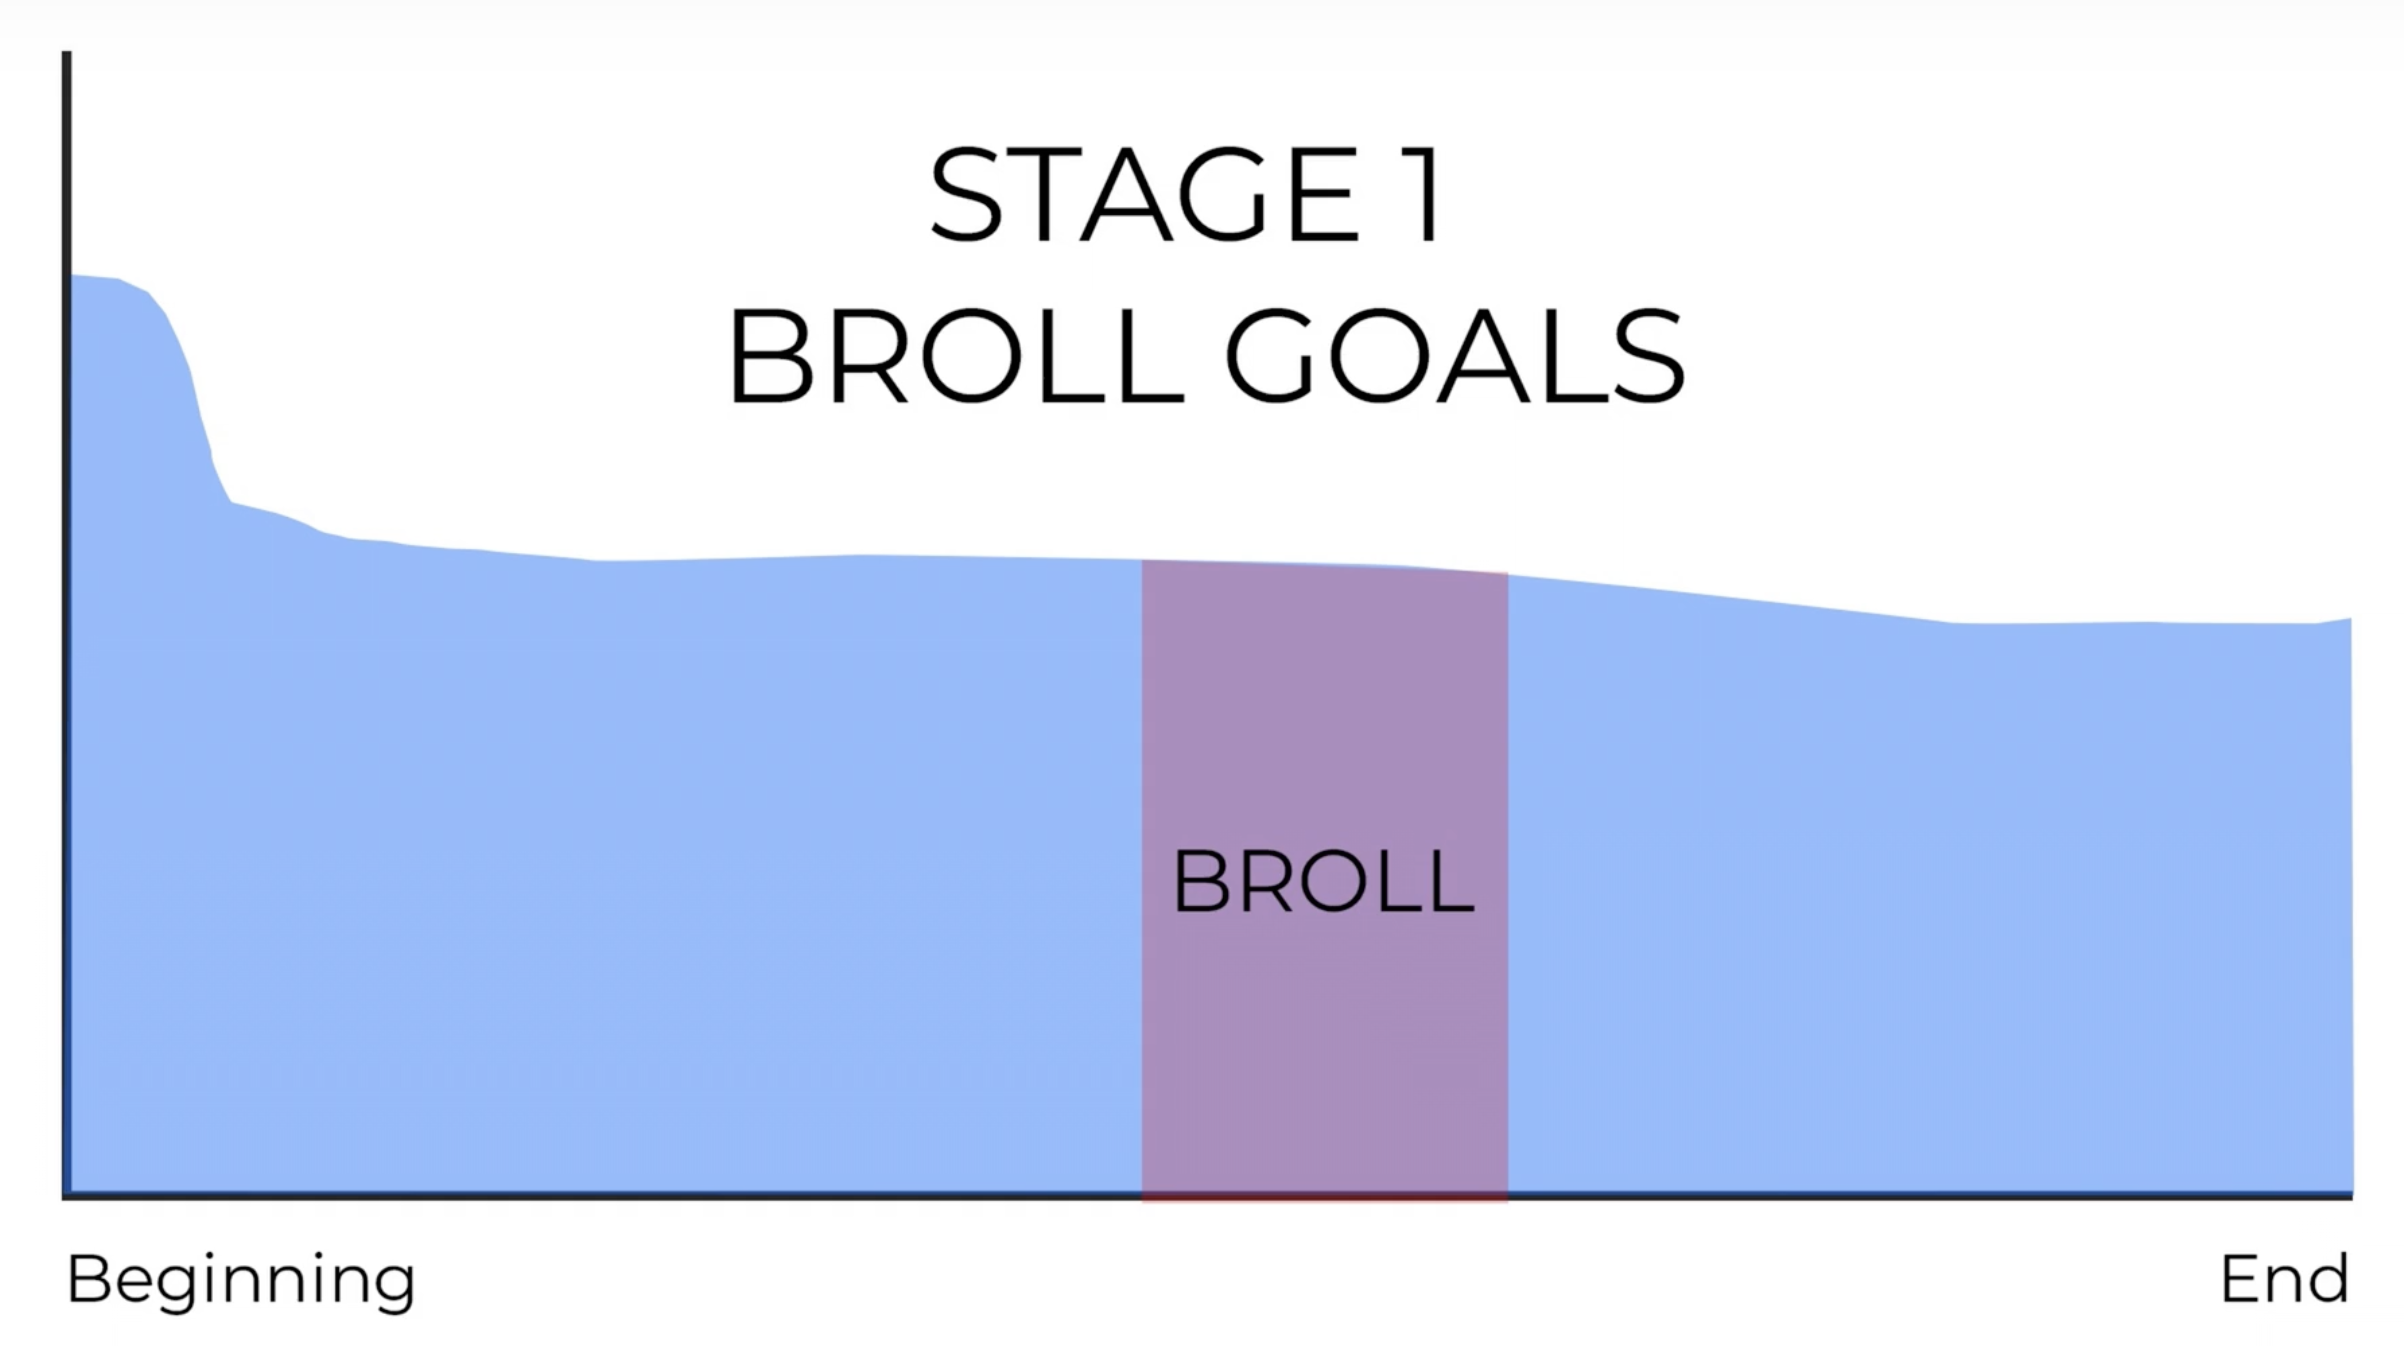 STAGE 1
BROLL GOALS
BROLL
Beginning
End